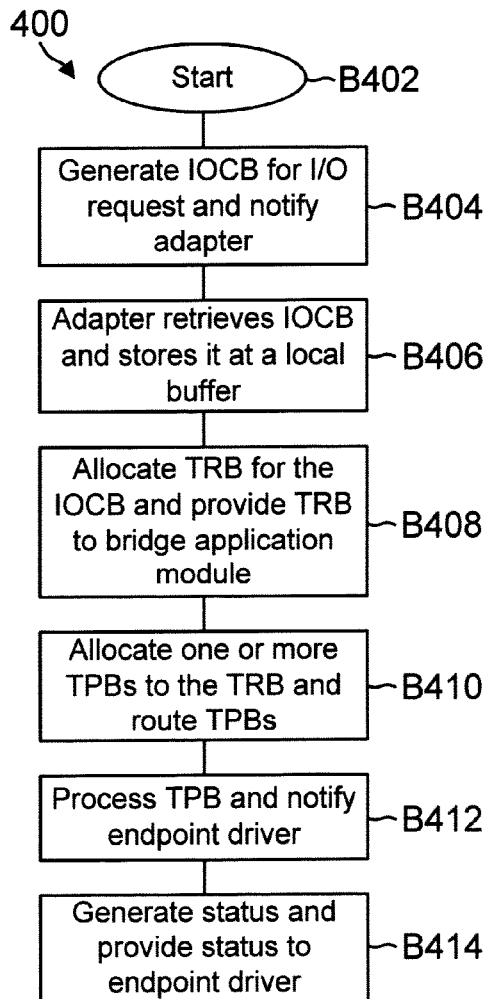 400
Start
B402
Generate IOCB for I/O
request and notify
adapter
B404
Adapter retrieves IOCB
and stores it at a local
buffer
B406
Allocate TRB for the
IOCB and provide TRB
to bridge application
module
B408
Allocate one or more
TPBs to the TRB and
route TPBs
B410
Process TPB and notify
endpoint driver
B412
Generate status and
provide status to
endpoint driver
B414